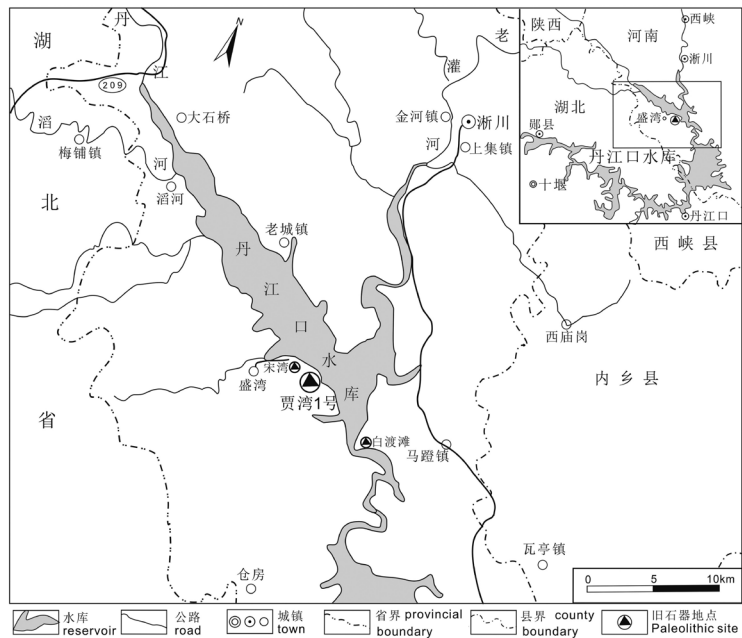 湖
丹
江
209
滔
河
梅铺镇
大石桥
滔河
北
省
N
老
灌
河
金河镇
淅川
上集镇
老城镇
丹
江
口
水
库
宋湾
盛湾
贾湾1号
白渡滩
马蹬镇
仓房
瓦亭镇
西庙岗
西峡县
内乡县
陕西
河南
西峡
淅川
湖北
盛湾
郧县
丹江口水库
十堰
丹江口
0 5 10km
水库
reservoir
公路
road
城镇
town
省界 provincial
boundary
县界 county
boundary
旧石器地点
Paleolithic site